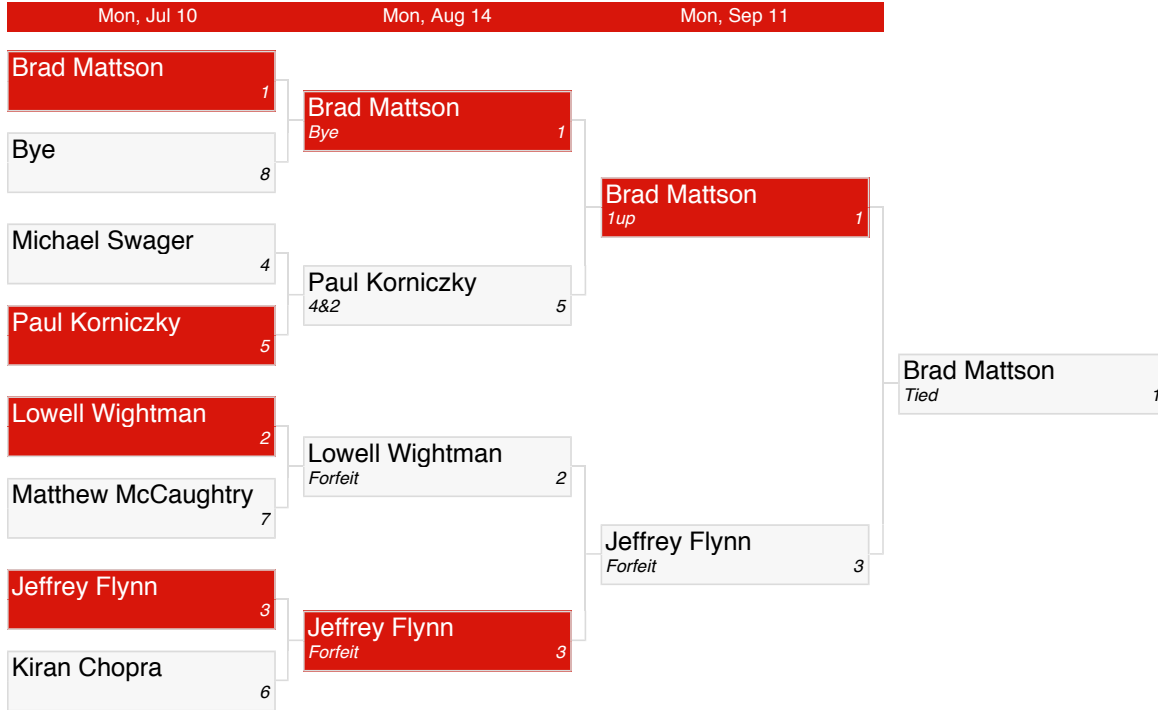 Mon, Jul 10 Mon, Aug 14 Mon, Sep 11
Brad Mattson
1
Bye
8
Michael Swager
4
Paul Korniczky
5
Lowell Wightman
2
Matthew McCaughtry
7
Jeffrey Flynn
3
Kiran Chopra
6
Brad Mattson
Bye 1
Paul Korniczky
4&2 5
Lowell Wightman
Forfeit 2
Jeffrey Flynn
Forfeit 3
Brad Mattson
1up 1
Jeffrey Flynn
Forfeit 3
Brad Mattson
Tied 1